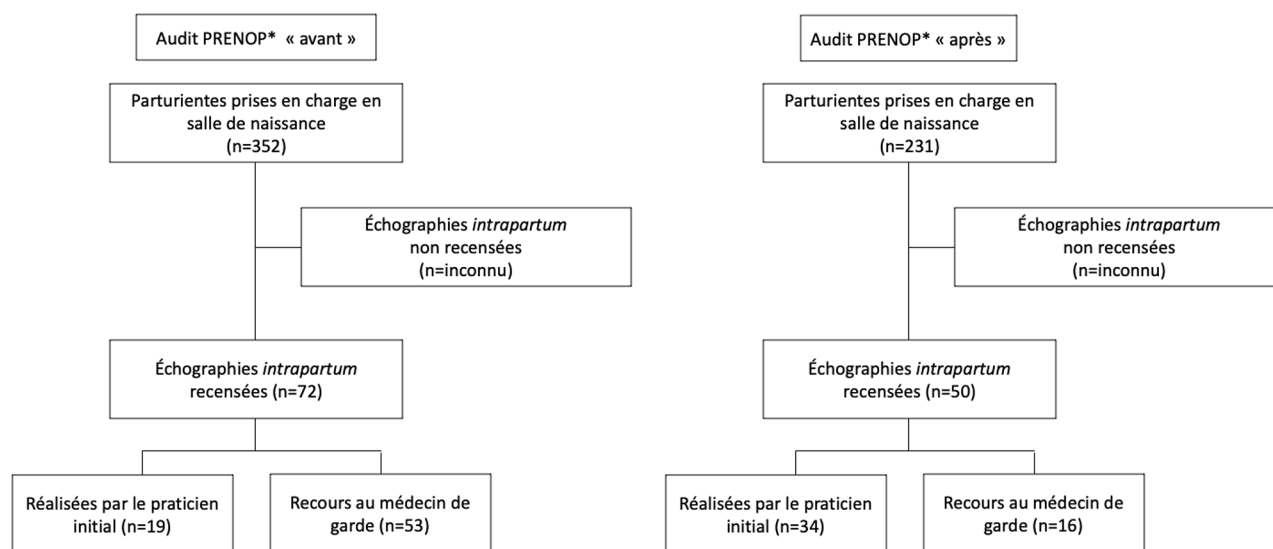 Audit PRENOP* « avant »
Parturientes prises en charge en
salle de naissance
(n=352)
Échographies intrapartum
non recensées
(n=inconnu)
Échographies intrapartum
recensées (n=72)
Réalisées par le praticien
initial (n=19)
Recours au médecin de
garde (n=53)
Audit PRENOP* « après »
Parturientes prises en charge en
salle de naissance
(n=231)
Échographies intrapartum
non recensées
(n=inconnu)
Échographies intrapartum
recensées (n=50)
Réalisées par le praticien
initial (n=34)
Recours au médecin de
garde (n=16)